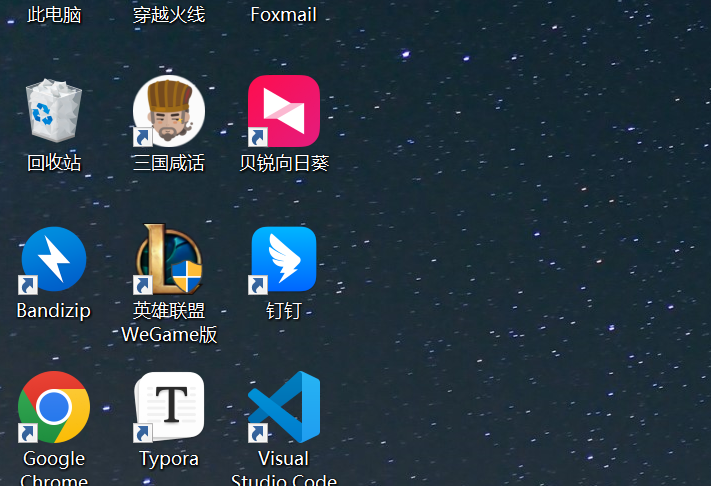 此电脑
穿越火线
Foxmail
回收站
三国咸话
贝锐向日葵
Bandizip
英雄联盟
WeGame版
钉钉
Google
Chrome
T
Typora
Visual
Studio Code